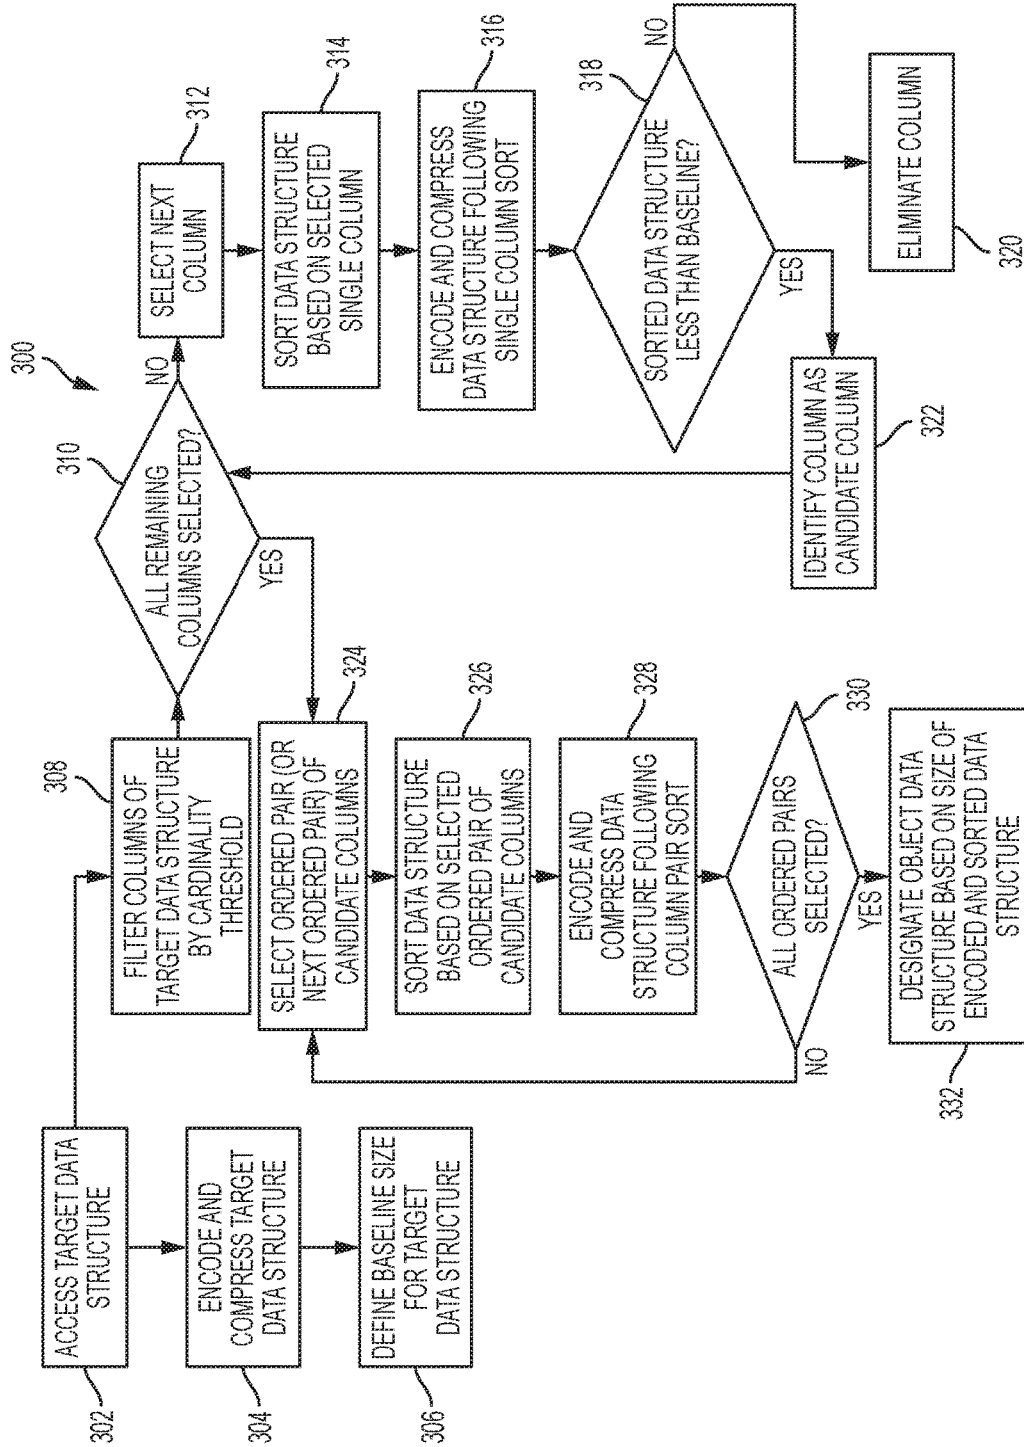 300
302
ACCESS TARGET DATA
STRUCTURE
304
ENCODE AND
COMPRESS TARGET
DATA STRUCTURE
306
DEFINE BASELINE SIZE
FOR TARGET
DATA STRUCTURE
308
FILTER COLUMNS OF
TARGET DATA STRUCTURE
BY CARDINALITY
THRESHOLD
310
ALL REMAINING
COLUMNS SELECTED?
NO
YES
312
SELECT NEXT
COLUMN
314
SORT DATA STRUCTURE
BASED ON SELECTED
SINGLE COLUMN
316
ENCODE AND COMPRESS
DATA STRUCTURE FOLLOWING
SINGLE COLUMN SORT
318
SORTED DATA STRUCTURE
LESS THAN BASELINE?
NO
YES
320
ELIMINATE COLUMN
322
IDENTIFY COLUMN AS
CANDIDATE COLUMN
324
SELECT ORDERED PAIR (OR
NEXT ORDERED PAIR) OF
CANDIDATE COLUMNS
326
SORT DATA STRUCTURE
BASED ON SELECTED
ORDERED PAIR OF
CANDIDATE COLUMNS
328
ENCODE AND
COMPRESS DATA
STRUCTURE FOLLOWING
COLUMN PAIR SORT
330
ALL ORDERED PAIRS
SELECTED?
NO
YES
332
DESIGNATE OBJECT DATA
STRUCTURE BASED ON SIZE OF
ENCODED AND SORTED DATA
STRUCTURE